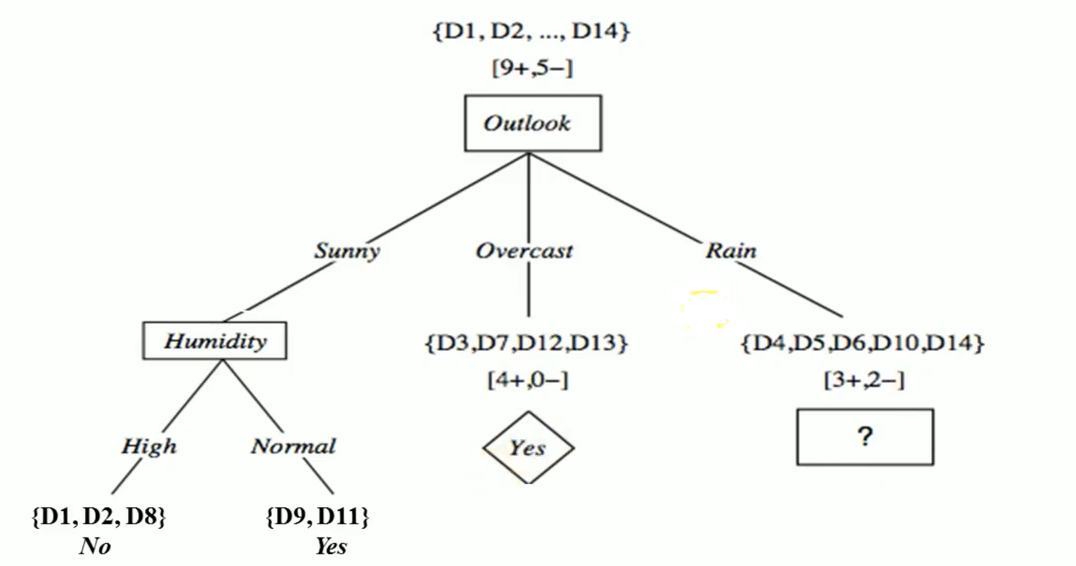 {D1, D2, ..., D14}
[9+,5−]
Outlook
Sunny
Overcast
Rain
Humidity
{D3,D7,D12,D13}
{D4,D5,D6,D10,D14}
[4+,0−]
[3+,2−]
High
Normal
Yes
?
{D1, D2, D8}
{D9, D11}
No
Yes